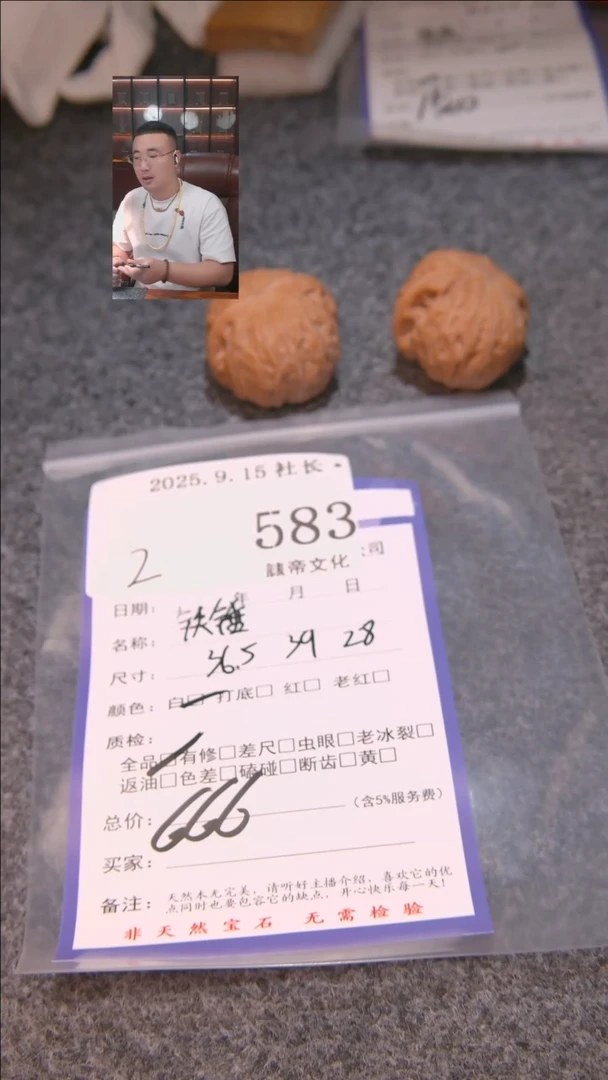 2025.9.15 社长
583
2
諌帝文化
司
日期: 年 月 日
名称: 铁锤
尺寸: 36.5 39 28
颜色: 白□ 打底□ 红□ 老红□
质检:
全品□有修□差尺□虫眼□老冰裂□
返油□色差□磕碰□断齿□黄□
总价: 666 （含5%服务费）
买家:
备注: 天然本无完美，请听好主播介绍，喜欢它的优
点同时也要包容它的缺点，开心快乐每一天！
非天然宝石 无需检验